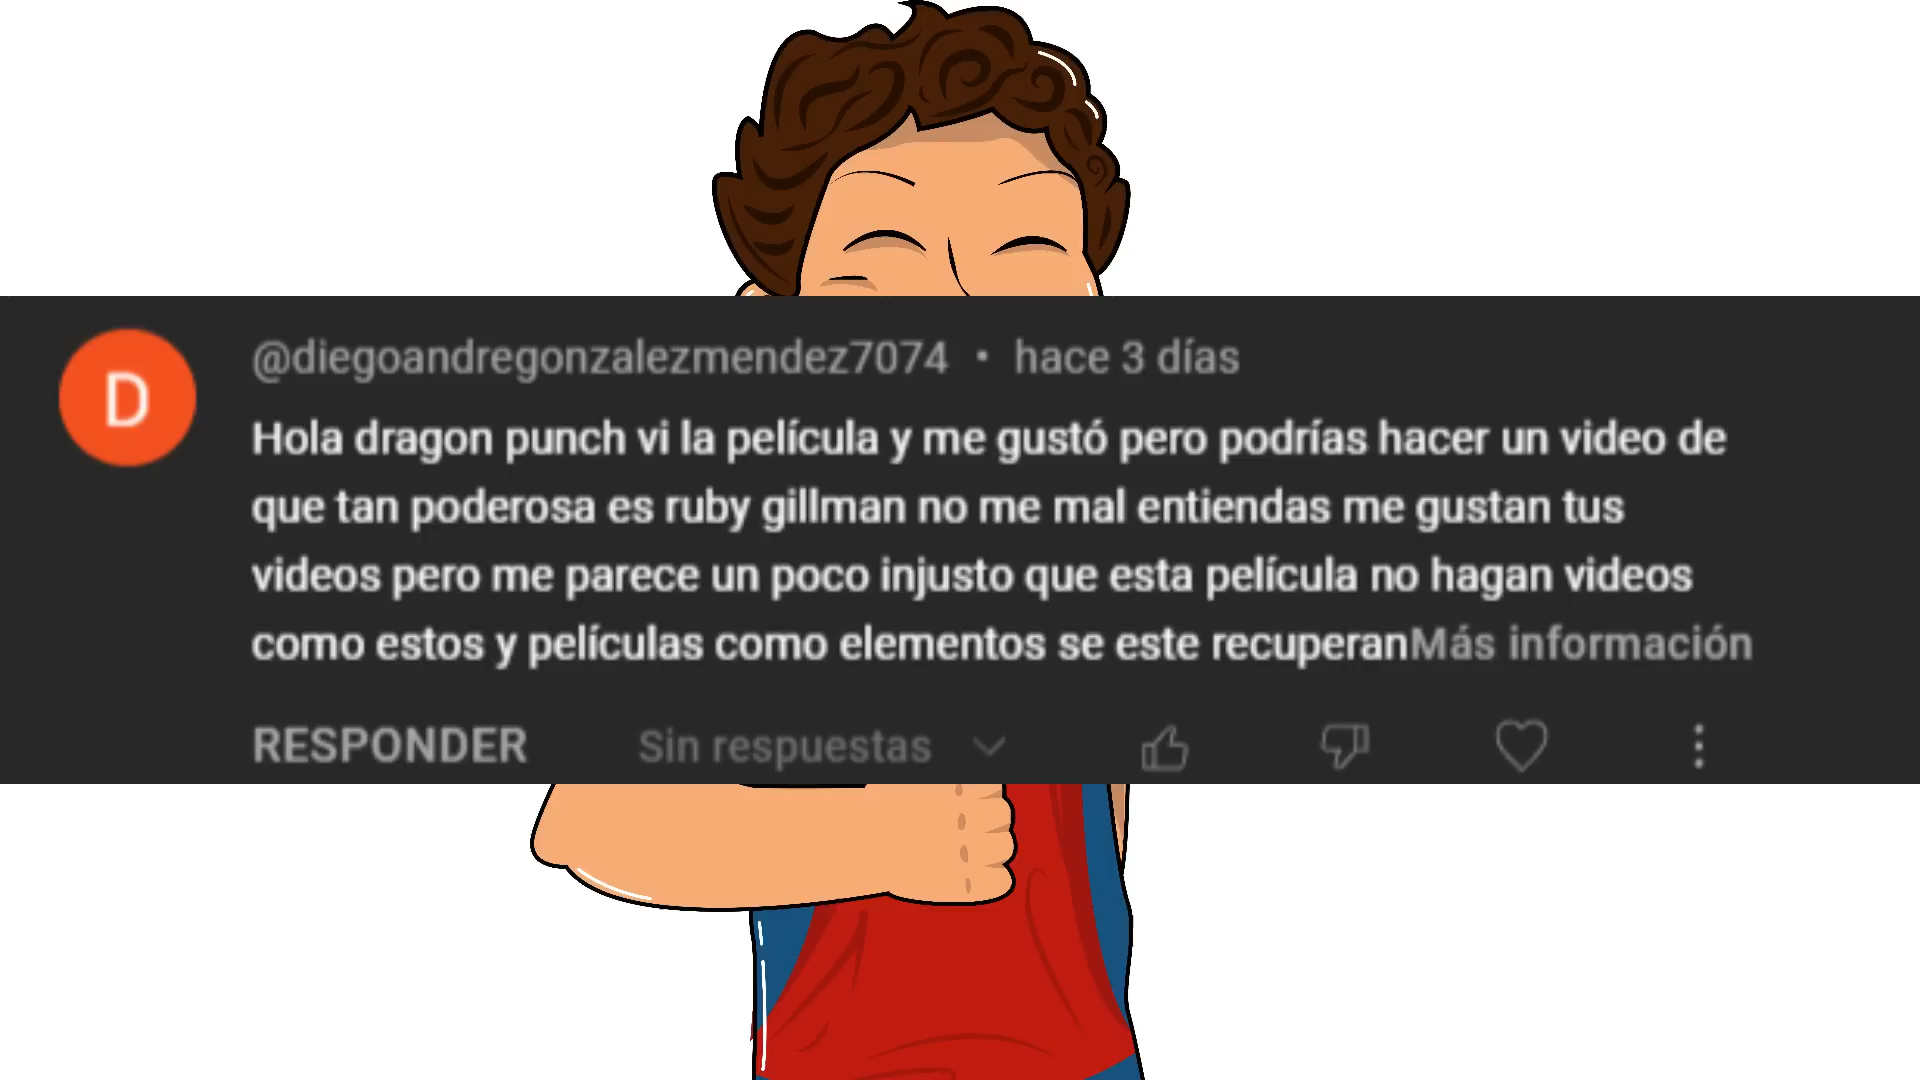 D
@diegoandregonzalezmendez7074 • hace 3 días
Hola dragon punch vi la película y me gustó pero podrías hacer un video de
que tan poderosa es ruby gillman no me mal entiendas me gustan tus
videos pero me parece un poco injusto que esta película no hagan videos
como estos y películas como elementos se este recuperanMás información
RESPONDER Sin respuestas